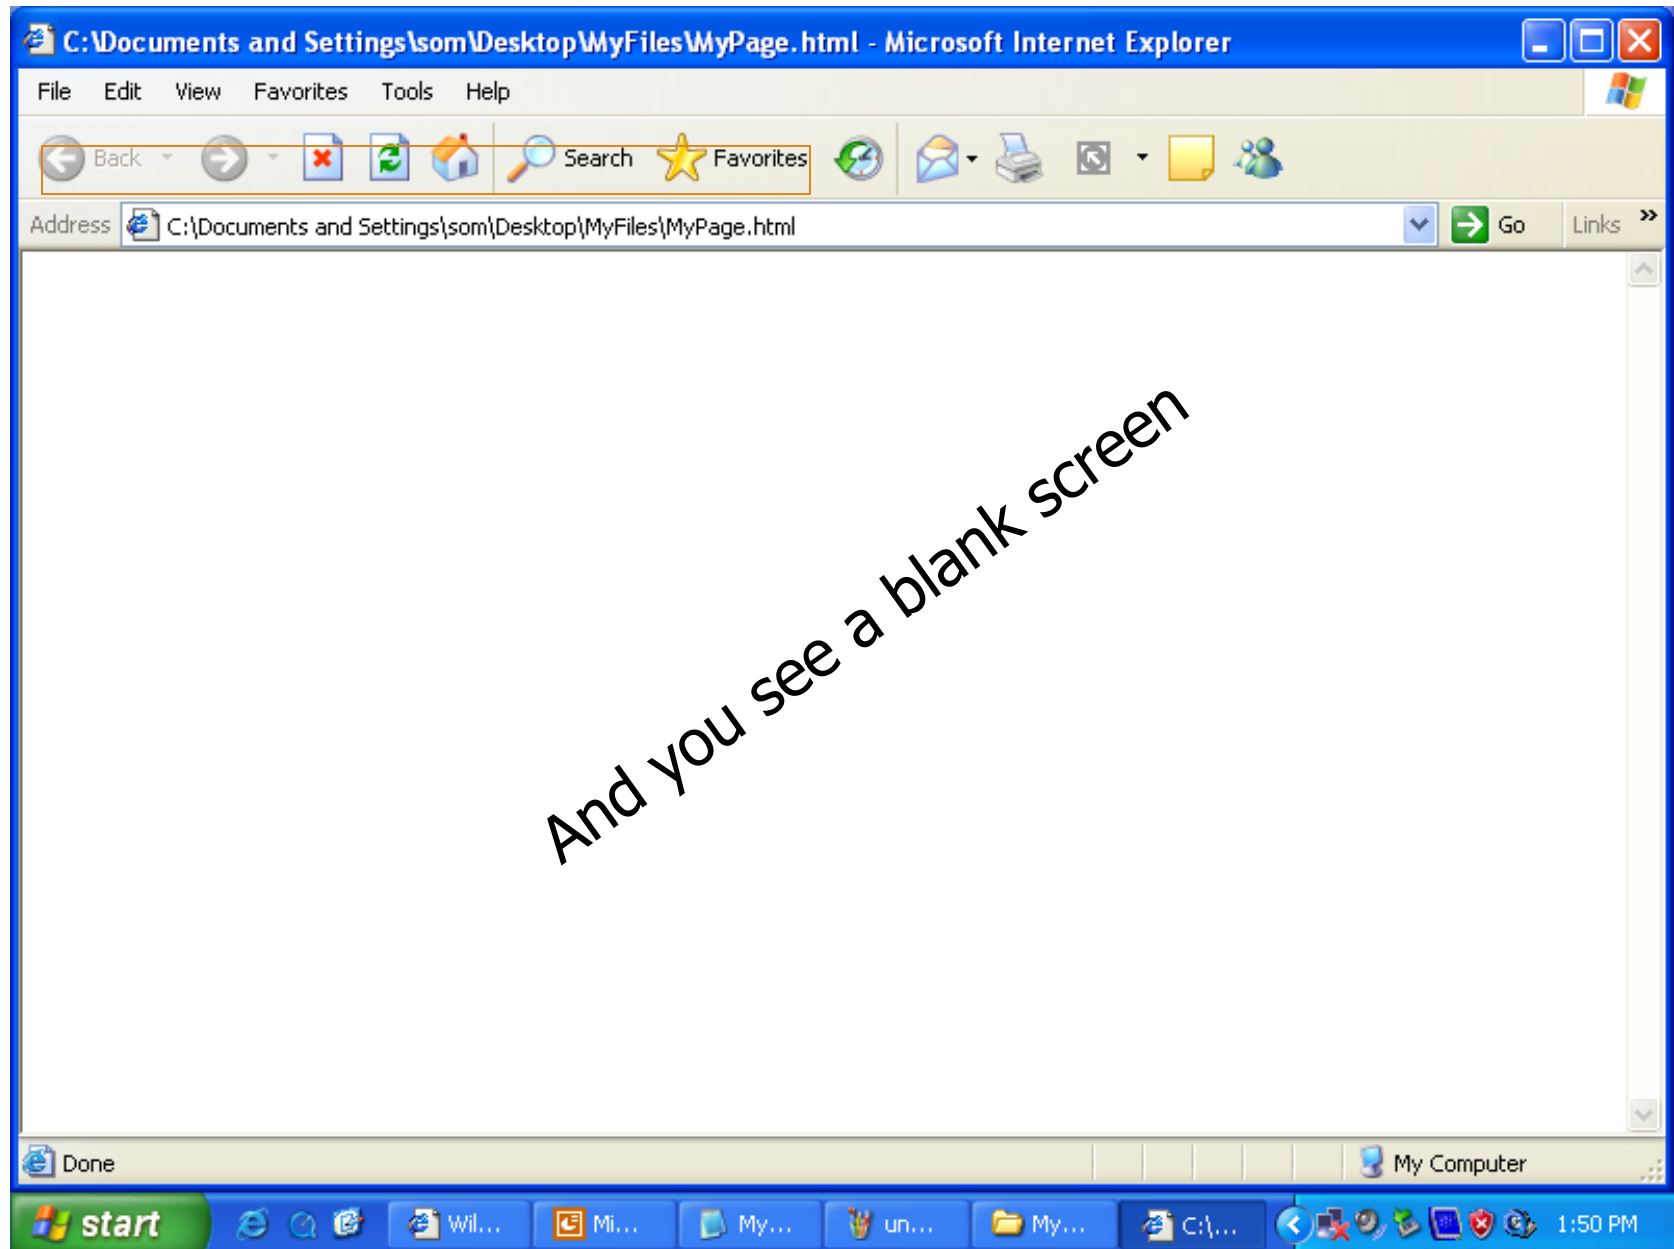 C:\Documents and Settings\som\Desktop\MyFiles\MyPage.html - Microsoft Internet Explorer
File Edit View Favorites Tools Help
Back Search Favorites
Address C:\Documents and Settings\som\Desktop\MyFiles\MyPage.html Go Links »
And you see a blank screen
Done My Computer
start Wil... Mi... My... un... My... C:\... 1:50 PM